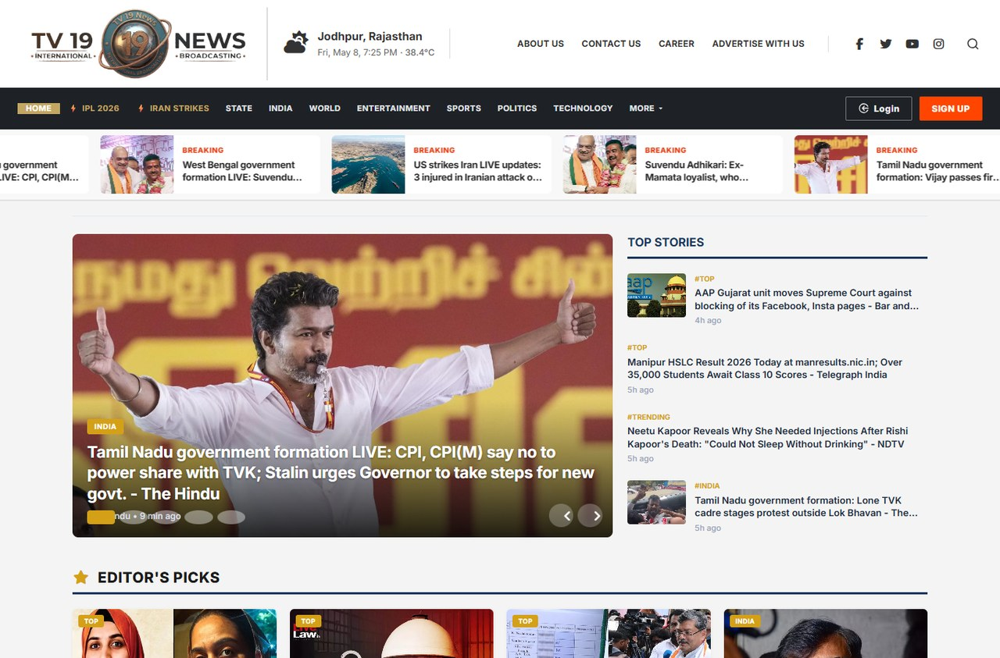 TV 19
• INTERNATIONAL •
TV 19 News
19
NEWS
• BROADCASTING •
Jodhpur, Rajasthan
Fri, May 8, 7:25 PM · 38.4°C
ABOUT US
CONTACT US
CAREER
ADVERTISE WITH US
HOME
IPL 2026
IRAN STRIKES
STATE
INDIA
WORLD
ENTERTAINMENT
SPORTS
POLITICS
TECHNOLOGY
MORE
Login
SIGN UP
government
LIVE: CPI, CPI(M...
BREAKING
West Bengal government
formation LIVE: Suvendu...
BREAKING
US strikes Iran LIVE updates:
3 injured in Iranian attack o...
BREAKING
Suvendu Adhikari: Ex-
Mamata loyalist, who...
BREAKING
Tamil Nadu government
formation: Vijay passes fir...
நமது வெற்றிச் சின்
INDIA
Tamil Nadu government formation LIVE: CPI, CPI(M) say no to
power share with TVK; Stalin urges Governor to take steps for new
govt. - The Hindu
ndu • 9 min ago
TOP STORIES
aap
#TOP
AAP Gujarat unit moves Supreme Court against
blocking of its Facebook, Insta pages - Bar and...
4h ago
#TOP
Manipur HSLC Result 2026 Today at manresults.nic.in; Over
35,000 Students Await Class 10 Scores - Telegraph India
5h ago
#TRENDING
Neetu Kapoor Reveals Why She Needed Injections After Rishi
Kapoor's Death: "Could Not Sleep Without Drinking" - NDTV
5h ago
#INDIA
Tamil Nadu government formation: Lone TVK
cadre stages protest outside Lok Bhavan - The...
5h ago
EDITOR'S PICKS
TOP
TOP
Live
Law
TOP
INDIA